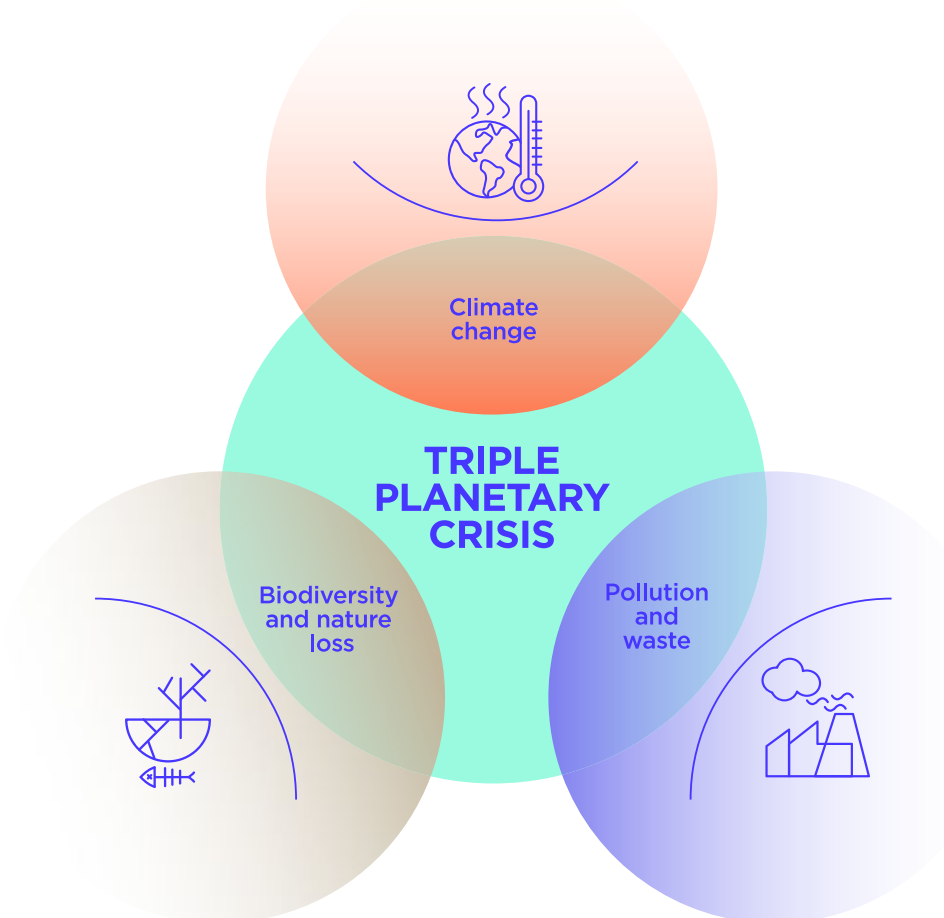 Climate
change
TRIPLE
PLANETARY
CRISIS
Biodiversity
and nature
loss
Pollution
and
waste